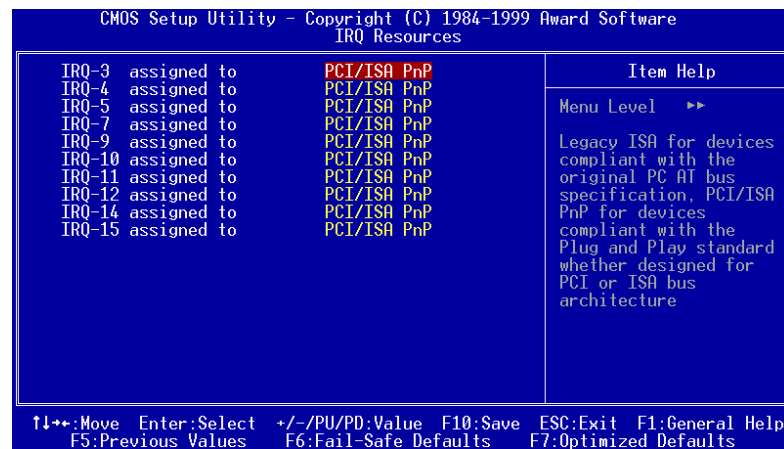 CMOS Setup Utility - Copyright (C) 1984-1999 Award Software
IRQ Resources
IRQ-3 assigned to PCI/ISA PnP
IRQ-4 assigned to PCI/ISA PnP
IRQ-5 assigned to PCI/ISA PnP
IRQ-7 assigned to PCI/ISA PnP
IRQ-9 assigned to PCI/ISA PnP
IRQ-10 assigned to PCI/ISA PnP
IRQ-11 assigned to PCI/ISA PnP
IRQ-12 assigned to PCI/ISA PnP
IRQ-14 assigned to PCI/ISA PnP
IRQ-15 assigned to PCI/ISA PnP
Item Help
Menu Level ▸▸
Legacy ISA for devices
compliant with the
original PC AT bus
specification, PCI/ISA
PnP for devices
compliant with the
Plug and Play standard
whether designed for
PCI or ISA bus
architecture
↑↓→←:Move Enter:Select +/-/PU/PD:Value F10:Save ESC:Exit F1:General Help
F5:Previous Values F6:Fail-Safe Defaults F7:Optimized Defaults